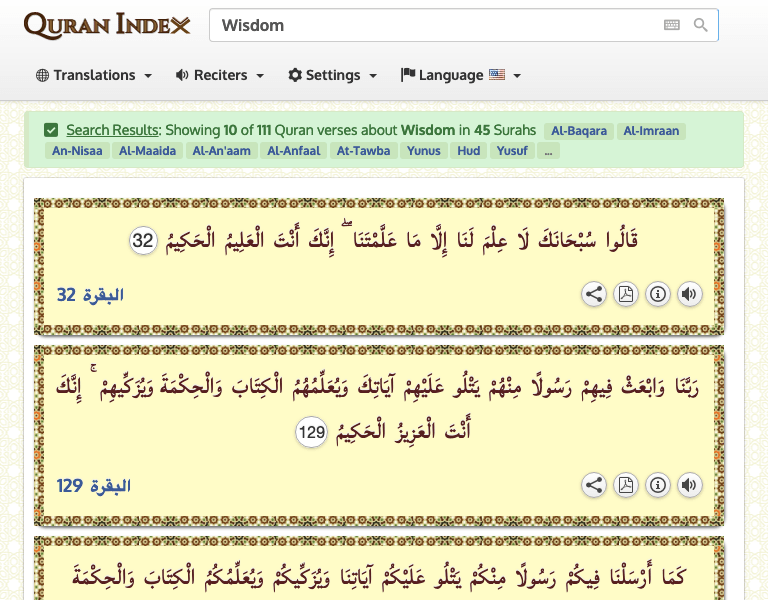 QURAN INDEX
Wisdom
Translations
Reciters
Settings
Language
Search Results: Showing 10 of 111 Quran verses about Wisdom in 45 Surahs Al-Baqara Al-Imraan
An-Nisaa Al-Maaida Al-An'aam Al-Anfaal At-Tawba Yunus Hud Yusuf ...
قَالُوا سُبْحَانَكَ لَا عِلْمَ لَنَا إِلَّا مَا عَلَّمْتَنَا ۖ إِنَّكَ أَنْتَ الْعَلِيمُ الْحَكِيمُ 32
البقرة 32
رَبَّنَا وَابْعَثْ فِيهِمْ رَسُولًا مِنْهُمْ يَتْلُو عَلَيْهِمْ آيَاتِكَ وَيُعَلِّمُهُمُ الْكِتَابَ وَالْحِكْمَةَ وَيُزَكِّيهِمْ ۚ إِنَّكَ
أَنْتَ الْعَزِيزُ الْحَكِيمُ 129
البقرة 129
كَمَا أَرْسَلْنَا فِيكُمْ رَسُولًا مِنْكُمْ يَتْلُو عَلَيْكُمْ آيَاتِنَا وَيُزَكِّيكُمْ وَيُعَلِّمُكُمُ الْكِتَابَ وَالْحِكْمَةَ